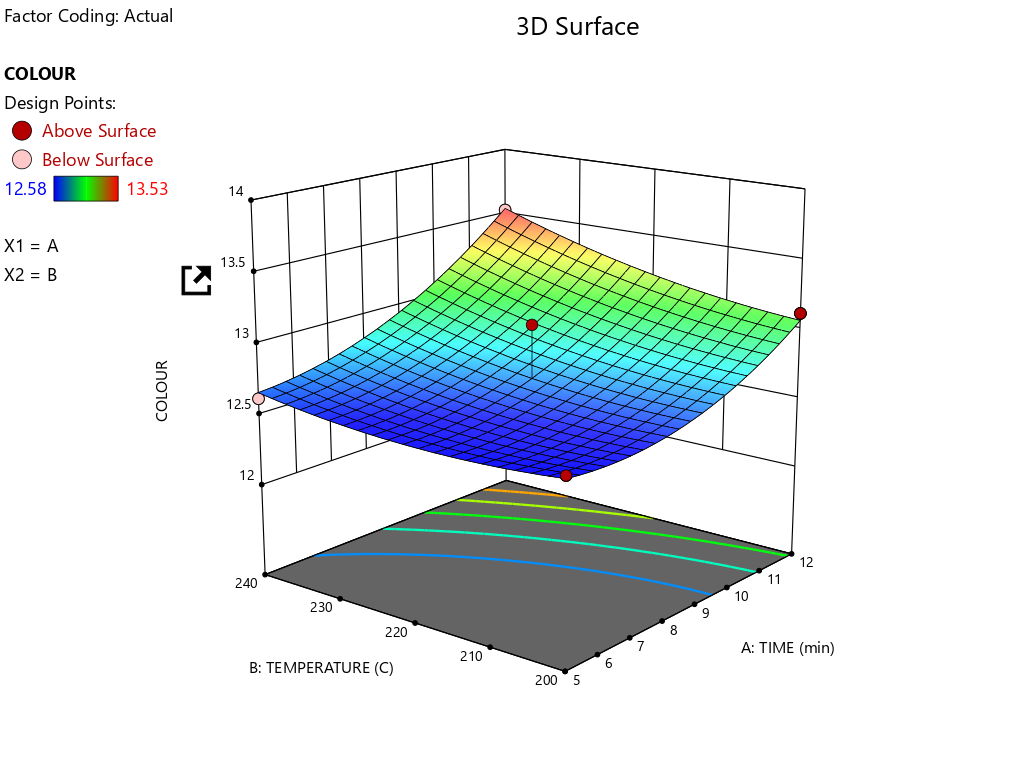 Factor Coding: Actual
3D Surface
COLOUR
Design Points:
Above Surface
Below Surface
12.58 13.53
X1 = A
X2 = B
14
13.5
13
12.5
12
COLOUR
240
230
220
210
200
5
6
7
8
9
10
11
12
B: TEMPERATURE (C)
A: TIME (min)